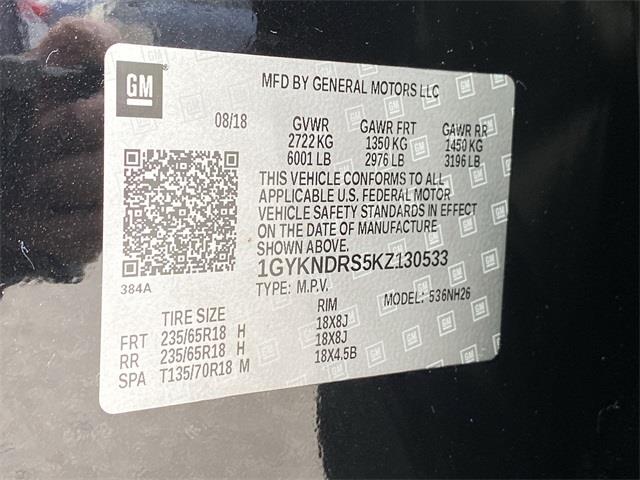 GM
MFD BY GENERAL MOTORS LLC
08/18 GVWR GAWR FRT GAWR RR
2722 KG 1350 KG 1450 KG
6001 LB 2976 LB 3196 LB
THIS VEHICLE CONFORMS TO ALL
APPLICABLE U.S. FEDERAL MOTOR
VEHICLE SAFETY STANDARDS IN EFFECT
ON THE DATE OF MANUFACTURE
SHOWN ABOVE.
384A
1GYKNDRS5KZ130533
TYPE: M.P.V. MODEL: 536NH26
TIRE SIZE RIM
FRT 235/65R18 H 18X8J
RR 235/65R18 H 18X8J
SPA T135/70R18 M 18X4.5B